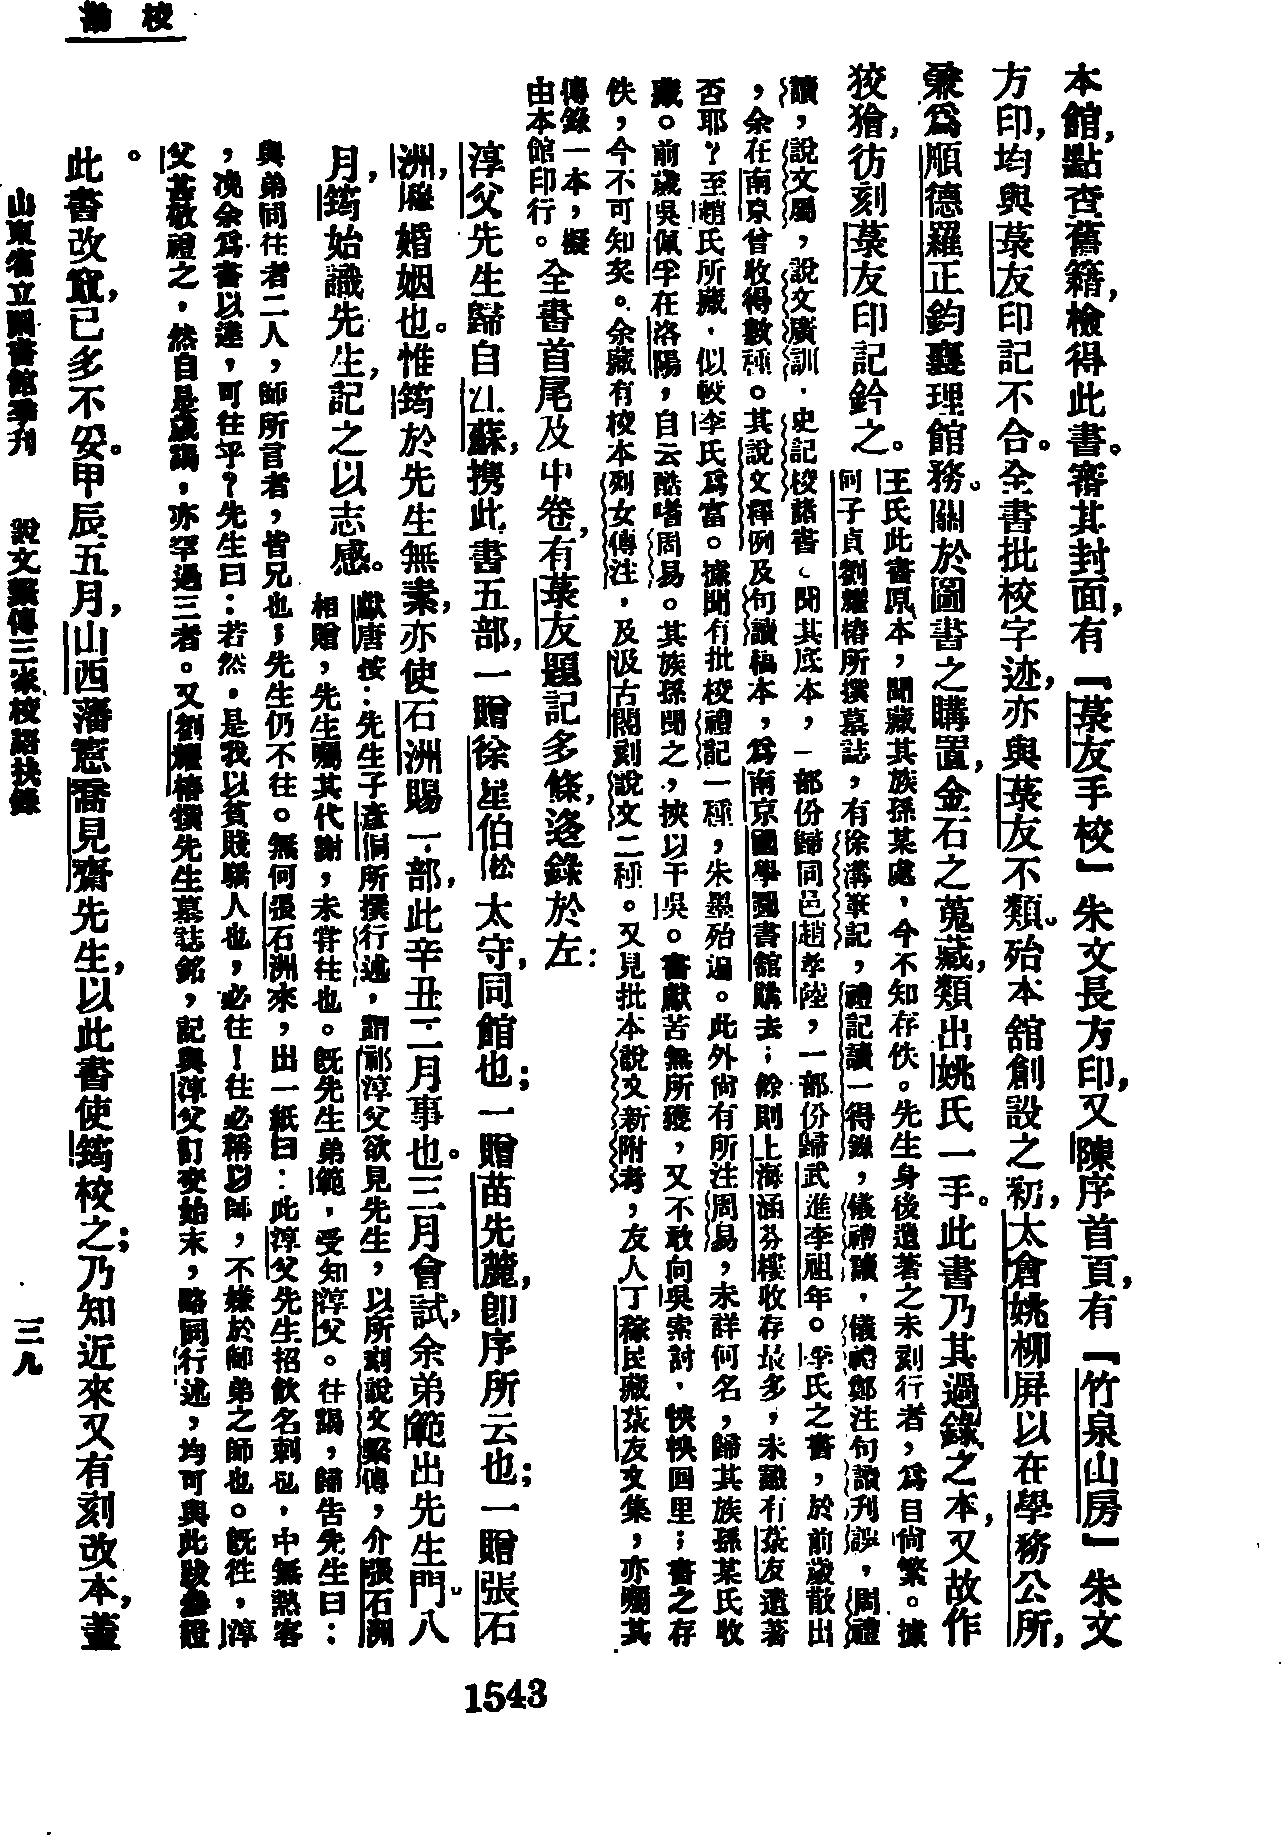 校勘
本館，點查舊籍，檢得此書。審其封面，有『菉友手校』朱文長方印，又陳序首頁，有『竹泉山房』朱文
方印，均與菉友印記不合。全書批校字迹，亦與菉友不類。殆本舘創設之初，太倉姚柳屏以在學務公所，
兼爲順德羅正鈞襄理館務。關於圖書之購置，金石之蒐藏，類出姚氏一手。此書乃其過錄之本，又故作
狡獪，彷刻菉友印記鈐之。
王氏此書原本，聞藏其族孫某處，今不知存佚。先生身後遺著之未刻行者，爲目尙繁。據
何子貞劉耀椿所撰墓誌，有徐溝筆記，禮記讀一得錄，儀禮讀，儀禮鄭注句讀刊誤，周禮
讀，說文屬，說文廣訓．史記校諸書，聞其底本，一部份歸同邑趙孝陸，一部份歸武進李祖年。李氏之書，於前歲散出
，余在南京曾收得數種。其說文釋例及句讀稿本，爲南京國學圖書舘購去；餘則上海涵芬樓收存最多，未識有菉友遺著
否耶？至趙氏所藏．似較李氏爲富。據聞有批校禮記一種，朱墨殆遍。此外尙有所注周易，未詳何名，歸其族孫某氏收
藏。前歲吳佩孚在洛陽，自云酷嗜周易。其族孫聞之，挾以干吳。書獻苦無所獲，又不敢向吳索討．怏怏回里；書之存
佚，今不可知矣。余藏有校本列女傳注，及汲古閣刻說文二種。又見批本說文新附考，友人丁稼民藏菉友文集，亦囑其
傳錄一本，擬
由本館印行。
全書首尾及中卷，有菉友題記多條，迻錄於左：
淳父先生歸自江蘇，携此書五部，一贈徐星伯松太守，同館也；一贈苗先麓，卽序所云也；一贈張石
洲，聯婚姻也。惟筠於先生無素，亦使石洲賜一部，此辛丑二月事也。三月會試，余弟範出先生門。八
月，筠始識先生，記之以志感。
獻唐按：先生子彥侗所撰行述，謂祁淳父欲見先生，以所刻說文繫傳，介張石洲
相贈，先生囑其代謝，未甞往也。旣先生弟範，受知淳父。往謁，歸告先生曰：
與弟同往者二人，師所言者，皆兄也；先生仍不往。無何張石洲來，出一紙曰：此淳父先生招飲名刺也，中無熟客
，凂余爲書以達，可往乎？先生曰：若然．是我以貧賤驕人也，必往！往必稱以師，不嫌於師弟之師也。旣往，淳
父甚敬禮之，然自是歲謁，亦罕過三者。又劉耀椿撰先生墓誌銘，記與淳父訂交始末，略同行述，均可與此跋參證
。
此書改竄，已多不安。甲辰五月，山西藩憲喬見齋先生，以此書使筠校之；乃知近來又有刻改本，董
山東省立圖書館季刊　說文繫傳三家校語抉錄　三九
1543